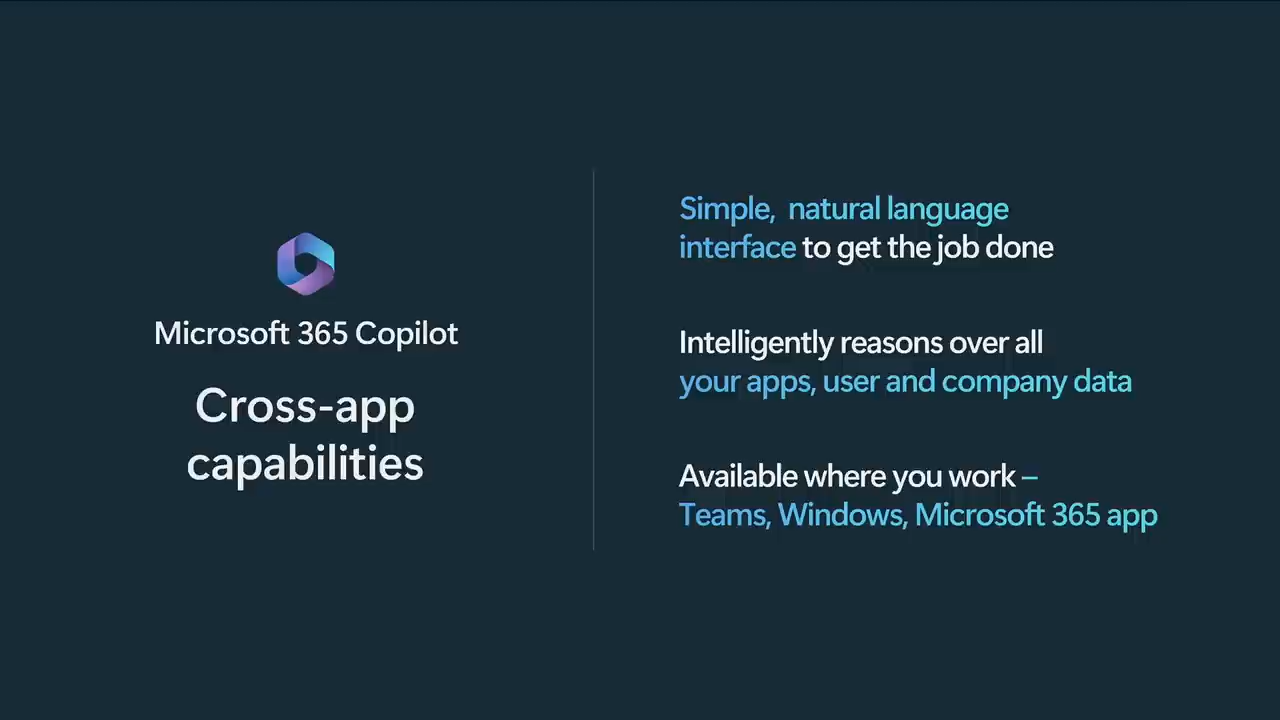 Microsoft 365 Copilot
Cross-app
capabilities
Simple,  natural language
interface to get the job done
Intelligently reasons over all
your apps, user and company data
Available where you work –
Teams, Windows, Microsoft 365 app